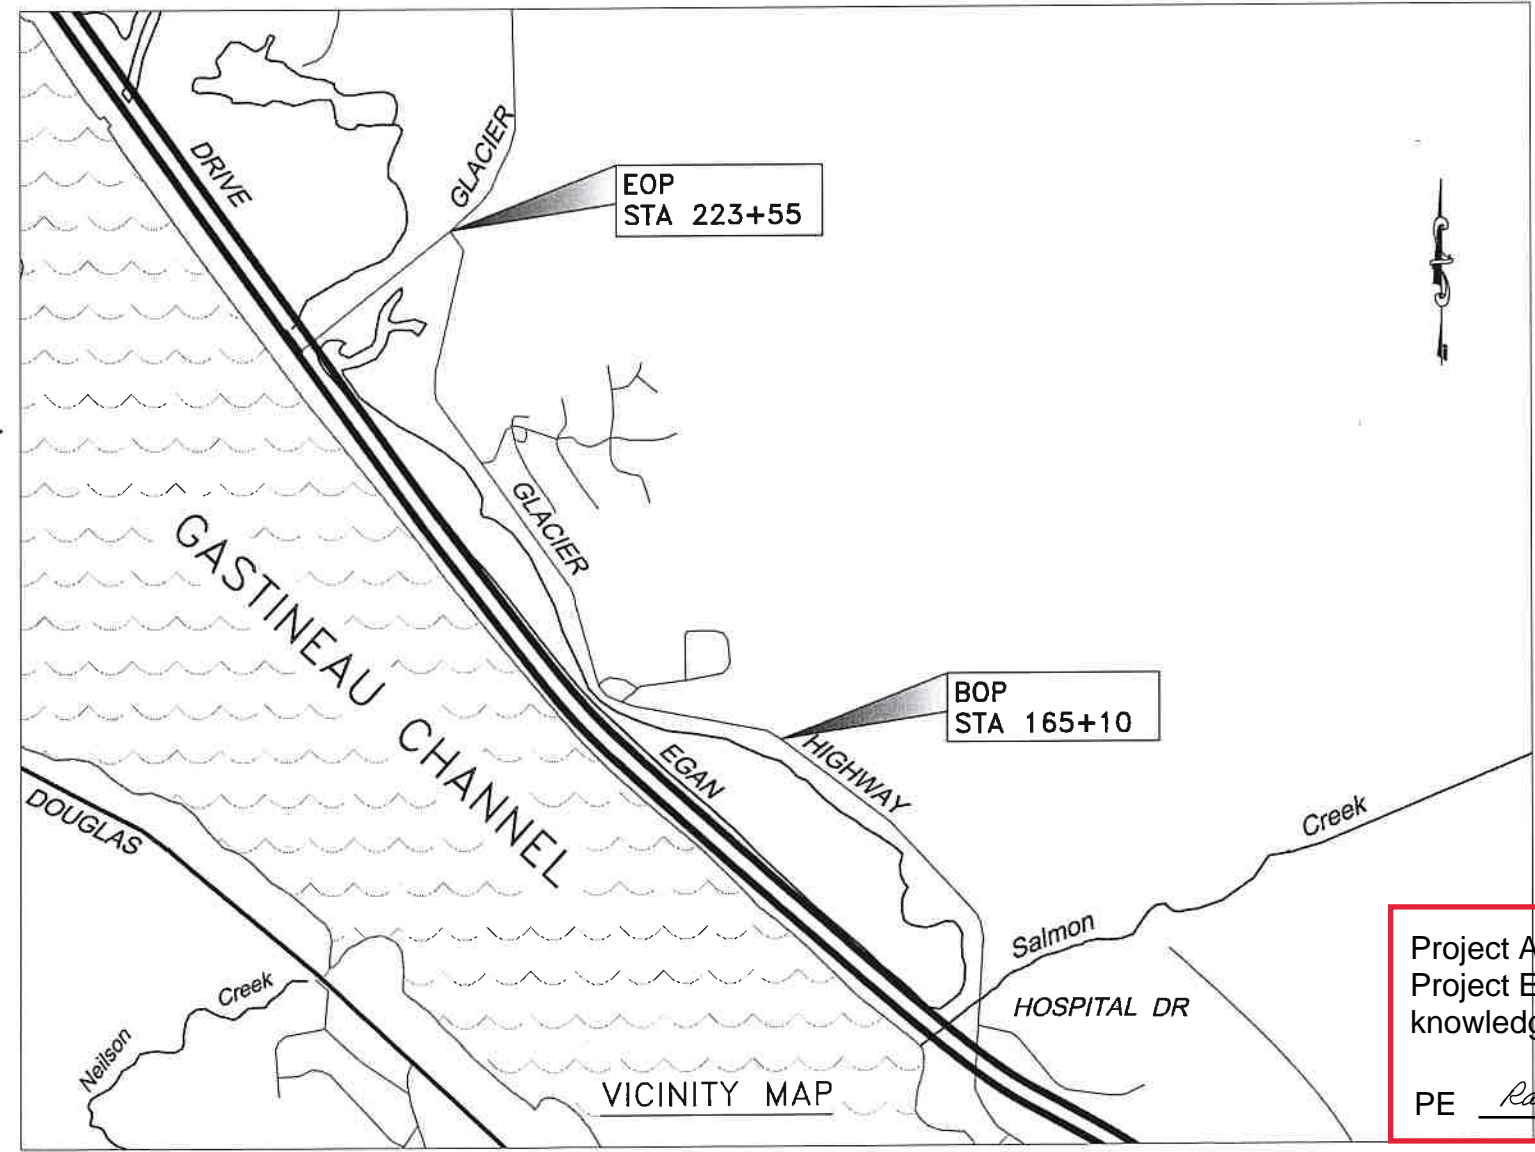 DRIVE
GLACIER
EOP
STA 223+55
GLACIER
GASTINEAU CHANNEL
BOP
STA 165+10
HIGHWAY
EGAN
DOUGLAS
Creek
Salmon
Creek
Neilson
HOSPITAL DR
VICINITY MAP
Project
Project
PE